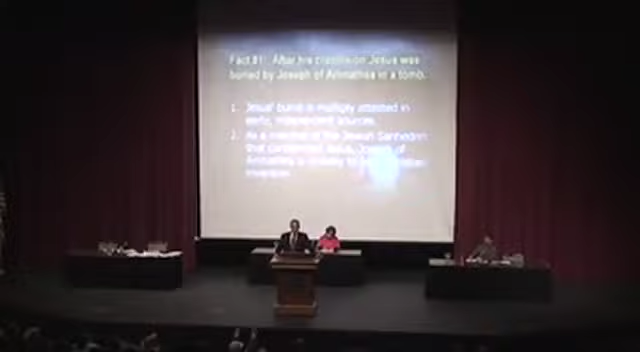 Fact #1: After his crucifixion Jesus was
buried by Joseph of Arimathea in a tomb.
1. Jesus' burial is multiply attested in
early, independent sources.
2. As a member of the Jewish Sanhedrin
that condemned Jesus, Joseph of
Arimathea is unlikely to be a Christian
invention.